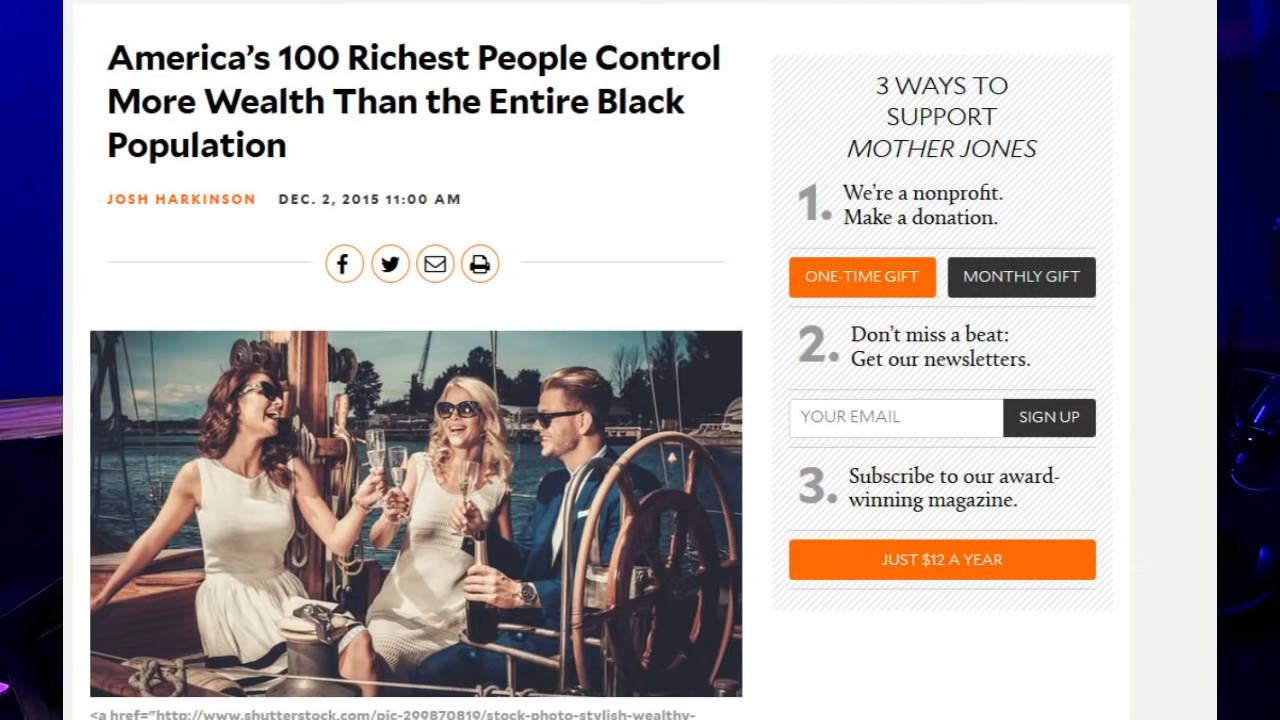 America's 100 Richest People Control
More Wealth Than the Entire Black
Population
JOSH HARKINSON DEC. 2, 2015 11:00 AM
<a href="http://www.shutterstock.com/pic-299870819/stock-photo-stylish-wealthy-
3 WAYS TO
SUPPORT
MOTHER JONES
1. We're a nonprofit.
Make a donation.
ONE-TIME GIFT MONTHLY GIFT
2. Don't miss a beat:
Get our newsletters.
YOUR EMAIL SIGN UP
3. Subscribe to our award-
winning magazine.
JUST $12 A YEAR